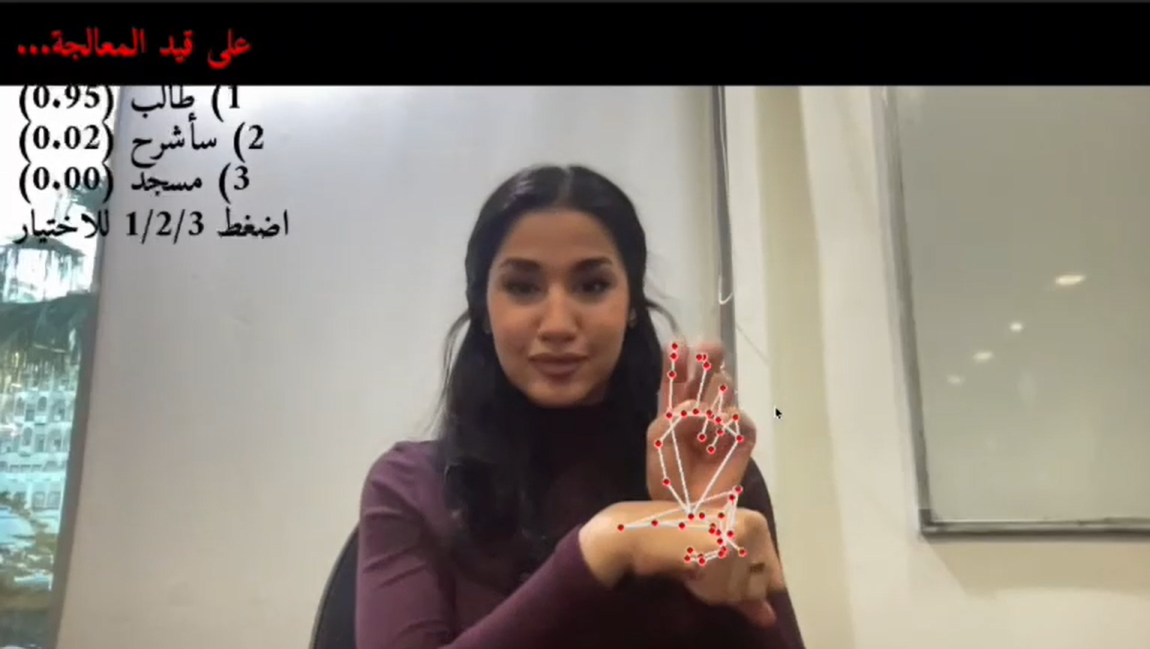 على قيد المعالجة...
1) طالب (0.95)
2) سأشرح (0.02)
3) مسجد (0.00)
اضغط 1/2/3 للاختيار